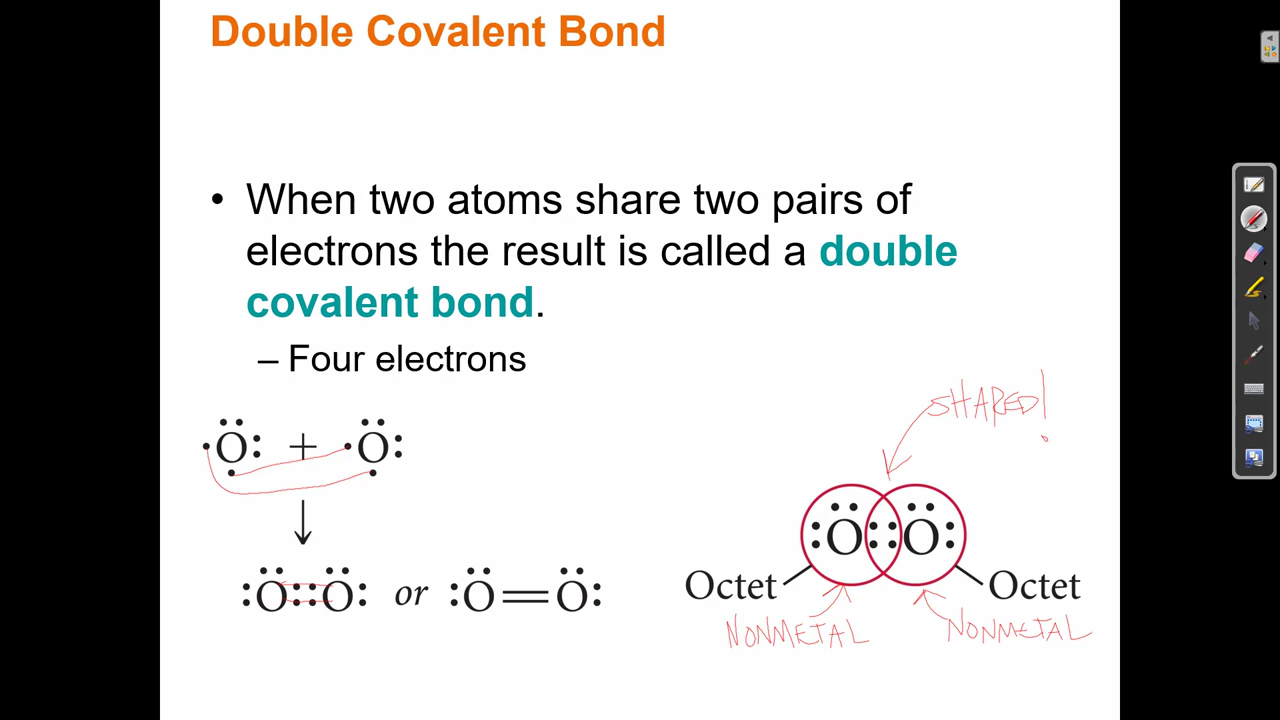 Double Covalent Bond
• When two atoms share two pairs of
electrons the result is called a double
covalent bond.
– Four electrons
SHARED!
·Ö: + ·Ö:
:O::O: or :O=O:
:O::O:
Octet
Octet
NONMETAL
NONMETAL